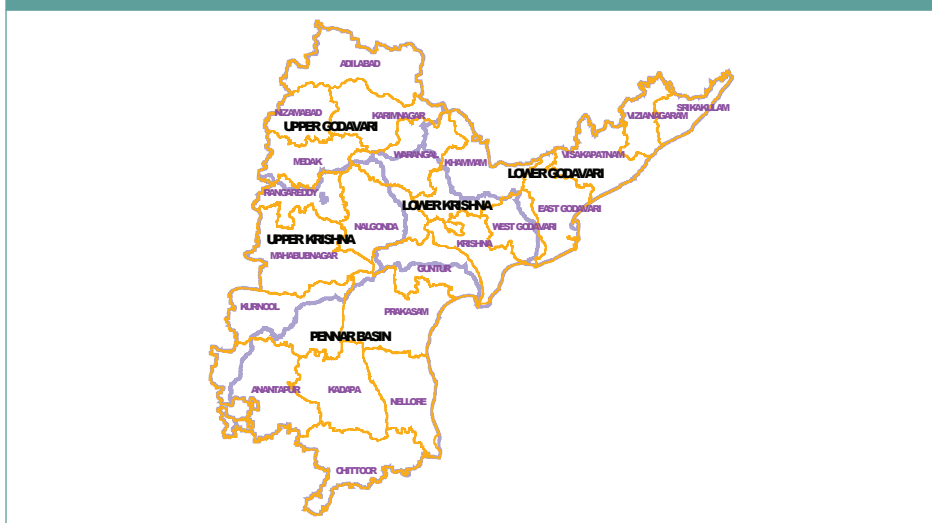 ADILABAD
SRIKAKULAM
NIZAMABAD
KARIMNAGAR
VIZIANAGARAM
UPPER GODAVARI
MEDAK
WARANGAL
KHAMMAM
VISAKAPATNAM
LOWER GODAVARI
RANGAREDDY
LOWER KRISHNA
EAST GODAVARI
NALGONDA
WEST GODAVARI
UPPER KRISHNA
KRISHNA
MAHABUBNAGAR
GUNTUR
KURNOOL
PRAKASAM
PENNAR BASIN
ANANTAPUR
KADAPA
NELLORE
CHITTOOR